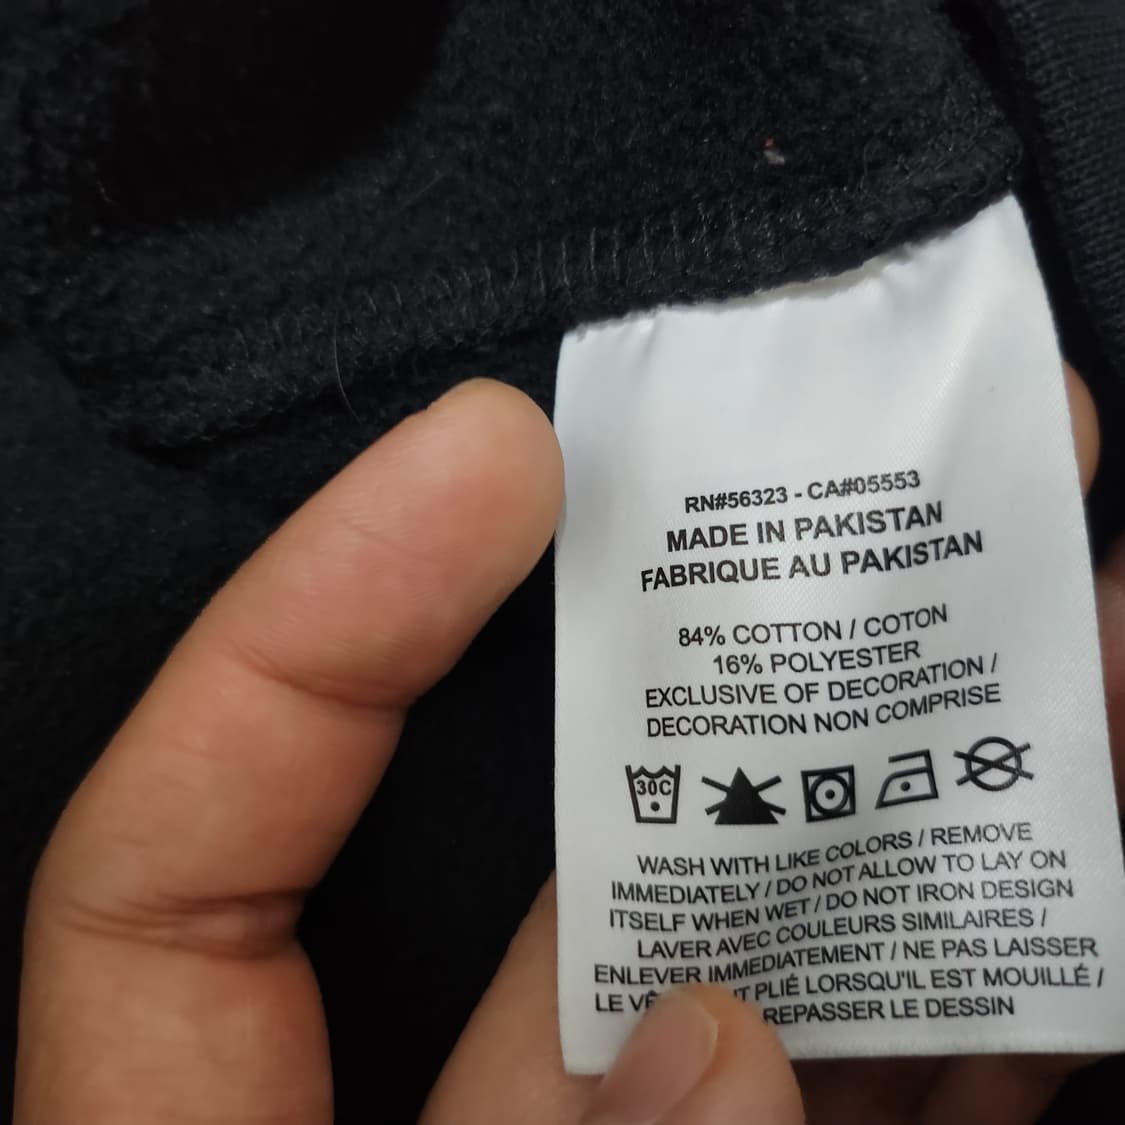 RN#56323 - CA#05553
MADE IN PAKISTAN
FABRIQUE AU PAKISTAN
84% COTTON / COTON
16% POLYESTER
EXCLUSIVE OF DECORATION /
DECORATION NON COMPRISE
30C
WASH WITH LIKE COLORS / REMOVE
IMMEDIATELY / DO NOT ALLOW TO LAY ON
ITSELF WHEN WET / DO NOT IRON DESIGN
LAVER AVEC COULEURS SIMILAIRES /
ENLEVER IMMEDIATEMENT / NE PAS LAISSER
LE PLIÉ LORSQU'IL EST MOUILLÉ /
REPASSER LE DESSIN